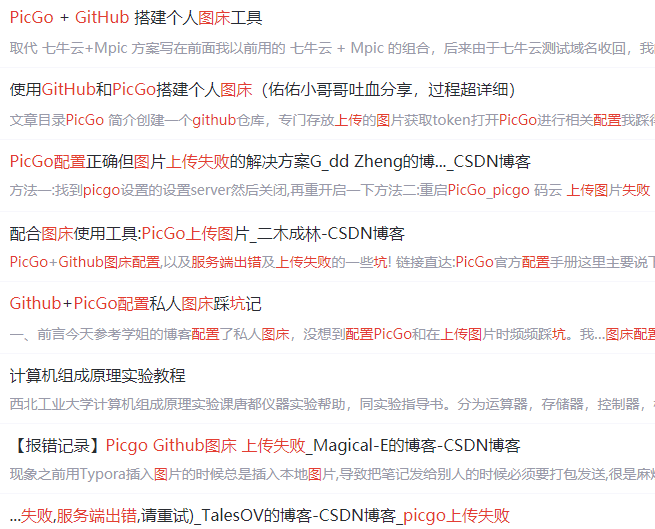 PicGo + GitHub 搭建个人图床工具
取代 七牛云+Mpic 方案写在前面我以前用的 七牛云 + Mpic 的组合，后来由于七牛云测试域名收回，我
使用GitHub和PicGo搭建个人图床（佑佑小哥哥吐血分享，过程超详细）
文章目录PicGo 简介创建一个github仓库，专门存放上传的图片获取token打开PicGo进行相关配置我踩
PicGo配置正确但图片上传失败的解决方案G_dd Zheng的博..._CSDN博客
方法一:找到picgo设置的设置server然后关闭,再重开启一下方法二:重启PicGo_picgo 码云 上传图片失败
配合图床使用工具:PicGo上传图片_二木成林-CSDN博客
PicGo+Github图床配置,以及服务端出错及上传失败的一些坑! 链接直达:PicGo官方配置手册这里主要说
Github+PicGo配置私人图床踩坑记
一、前言今天参考学姐的博客配置了私人图床，没想到配置PicGo和在上传图片时频频踩坑。我...图床配置
计算机组成原理实验教程
西北工业大学计算机组成原理实验课唐都仪器实验帮助，同实验指导书。分为运算器，存储器，控制器，
【报错记录】Picgo Github图床 上传失败_Magical-E的博客-CSDN博客
现象之前用Typora插入图片的时候总是插入本地图片,导致把笔记发给别人的时候必须要打包发送,很是麻
...失败,服务端出错,请重试)_TalesOV的博客-CSDN博客_picgo上传失败